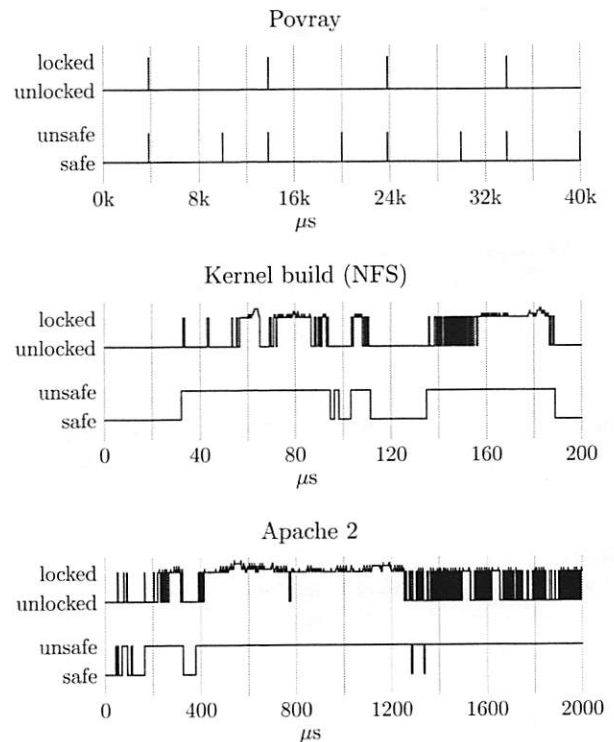 Povray
locked
unlocked
unsafe
safe
0k 8k 16k 24k 32k 40k
μs
Kernel build (NFS)
locked
unlocked
unsafe
safe
0 40 80 120 160 200
μs
Apache 2
locked
unlocked
unsafe
safe
0 400 800 1200 1600 2000
μs